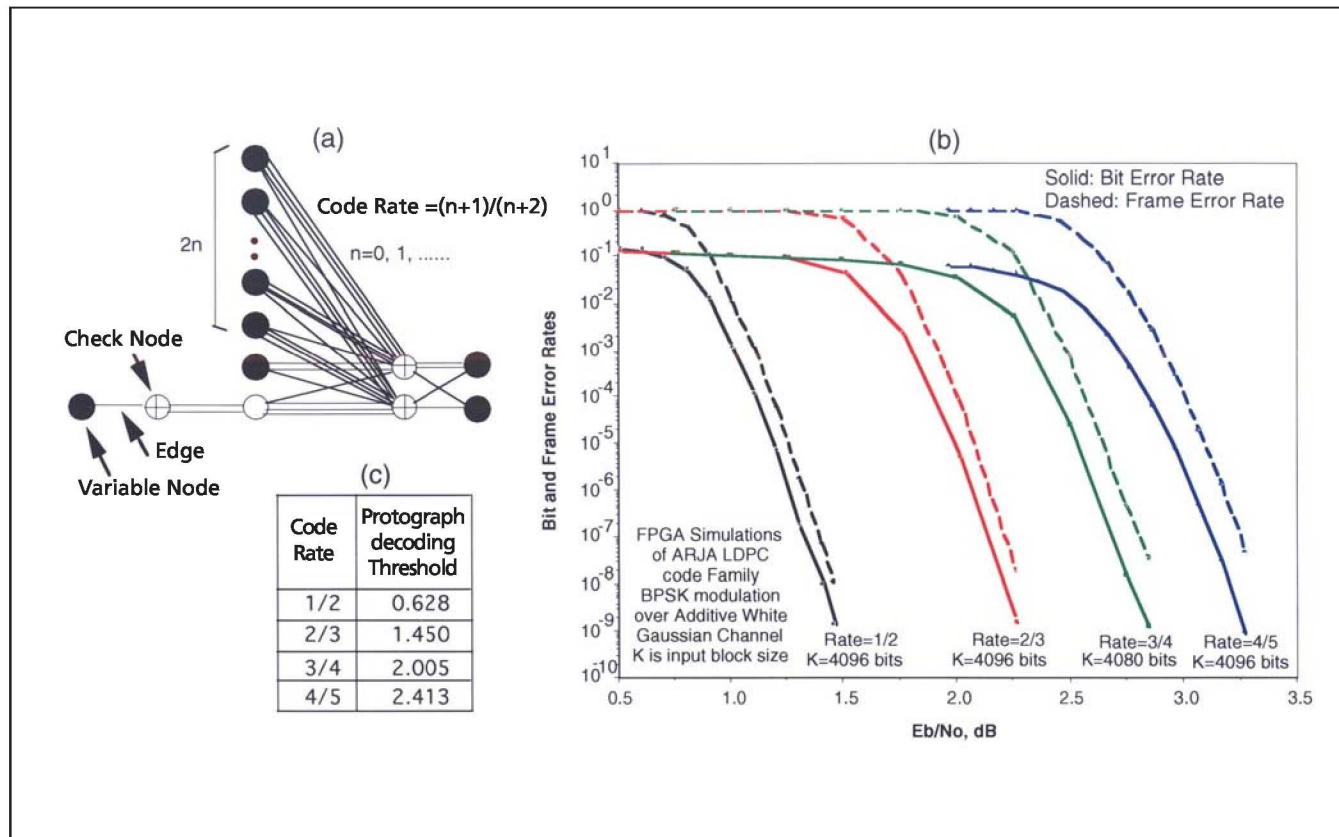 (a)
Code Rate =(n+1)/(n+2)
n=0, 1, ......
2n
Check Node
Edge
Variable Node
(b)
Solid: Bit Error Rate
Dashed: Frame Error Rate
Bit and Frame Error Rates
10^1
10^0
10^-1
10^-2
10^-3
10^-4
10^-5
10^-6
10^-7
10^-8
10^-9
10^-10
FPGA Simulations
of ARJA LDPC
code Family
BPSK modulation
over Additive White
Gaussian Channel
K is input block size
Rate=1/2
K=4096 bits
Rate=2/3
K=4096 bits
Rate=3/4
K=4080 bits
Rate=4/5
K=4096 bits
0.5 1.0 1.5 2.0 2.5 3.0 3.5
Eb/No, dB
(c)
Code Rate
Protograph decoding Threshold
1/2 0.628
2/3 1.450
3/4 2.005
4/5 2.413